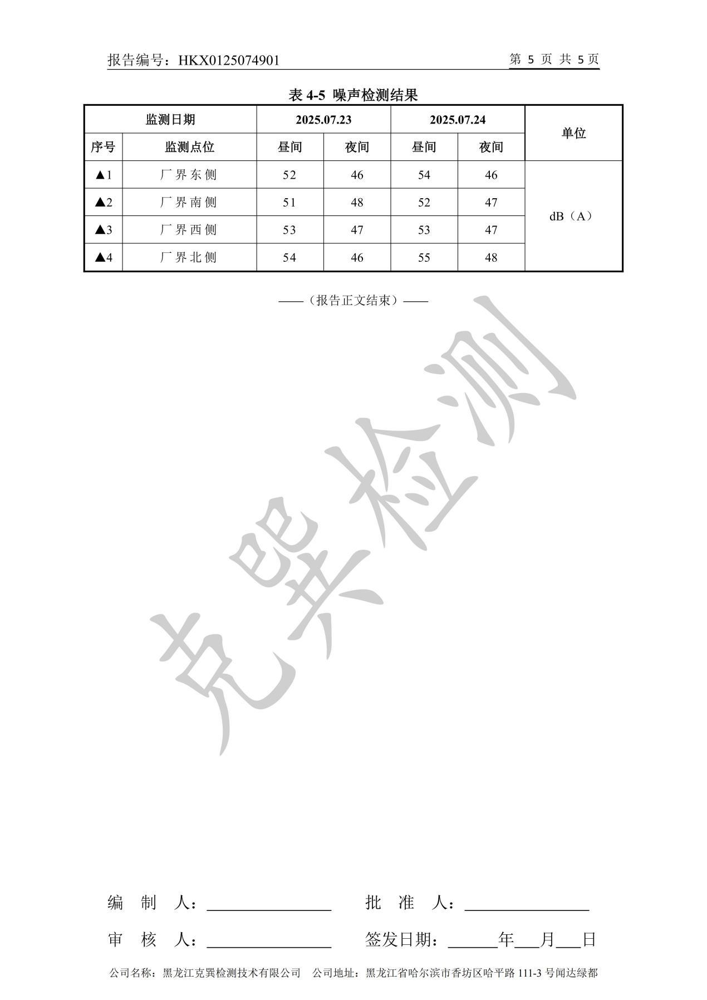 报告编号：HKX0125074901 第 5 页 共 5页
表 4-5 噪声检测结果
监测日期 2025.07.23 2025.07.24 单位
序号 监测点位 昼间 夜间 昼间 夜间
▲1 厂界东侧 52 46 54 46 dB（A）
▲2 厂界南侧 51 48 52 47
▲3 厂界西侧 53 47 53 47
▲4 厂界北侧 54 46 55 48
——（报告正文结束）——
克巽检测
编 制 人：__________ 批 准 人：__________
审 核 人：__________ 签发日期：____年__月__日
公司名称：黑龙江克巽检测技术有限公司 公司地址：黑龙江省哈尔滨市香坊区哈平路 111-3 号闻达绿都